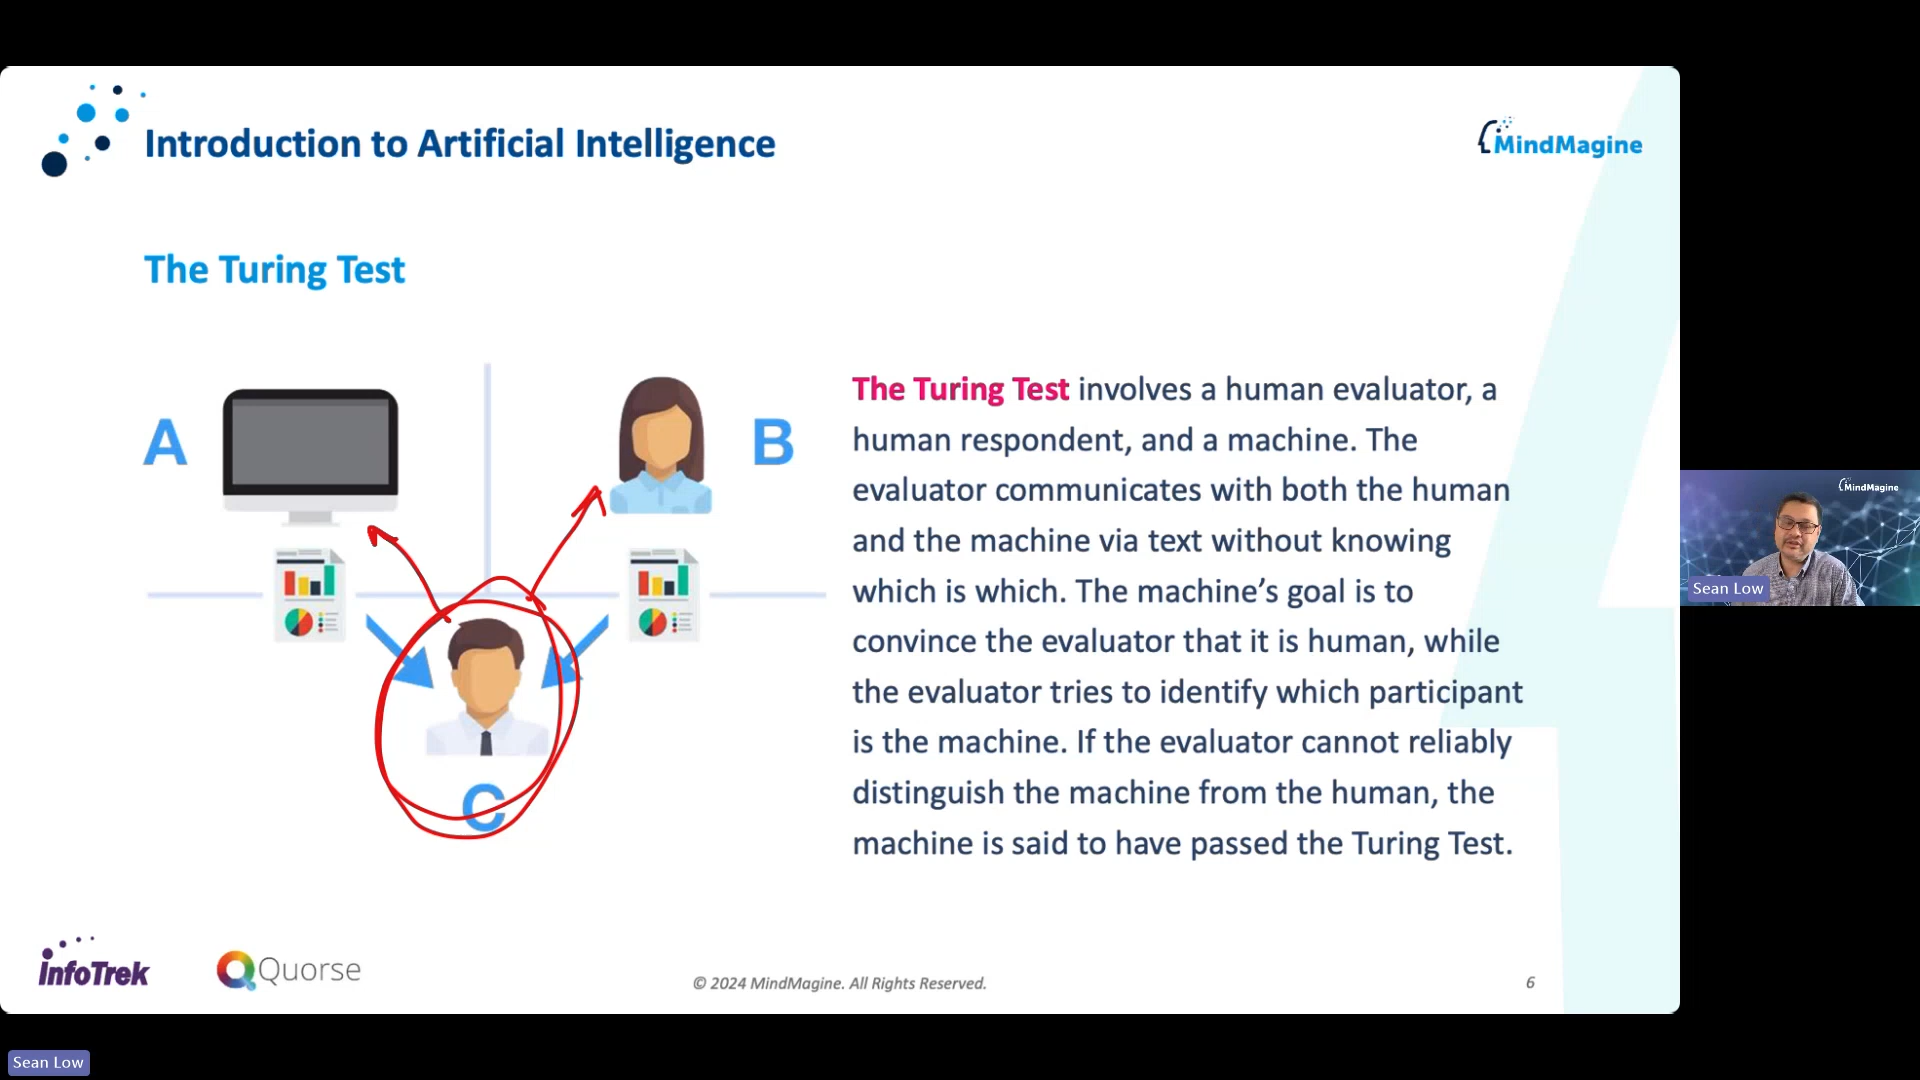 Introduction to Artificial Intelligence
MindMagine
The Turing Test
A
B
C
The Turing Test involves a human evaluator, a
human respondent, and a machine. The
evaluator communicates with both the human
and the machine via text without knowing
which is which. The machine’s goal is to
convince the evaluator that it is human, while
the evaluator tries to identify which participant
is the machine. If the evaluator cannot reliably
distinguish the machine from the human, the
machine is said to have passed the Turing Test.
MindMagine
Sean Low
infoTrek
Quorse
© 2024 MindMagine. All Rights Reserved.
6
Sean Low